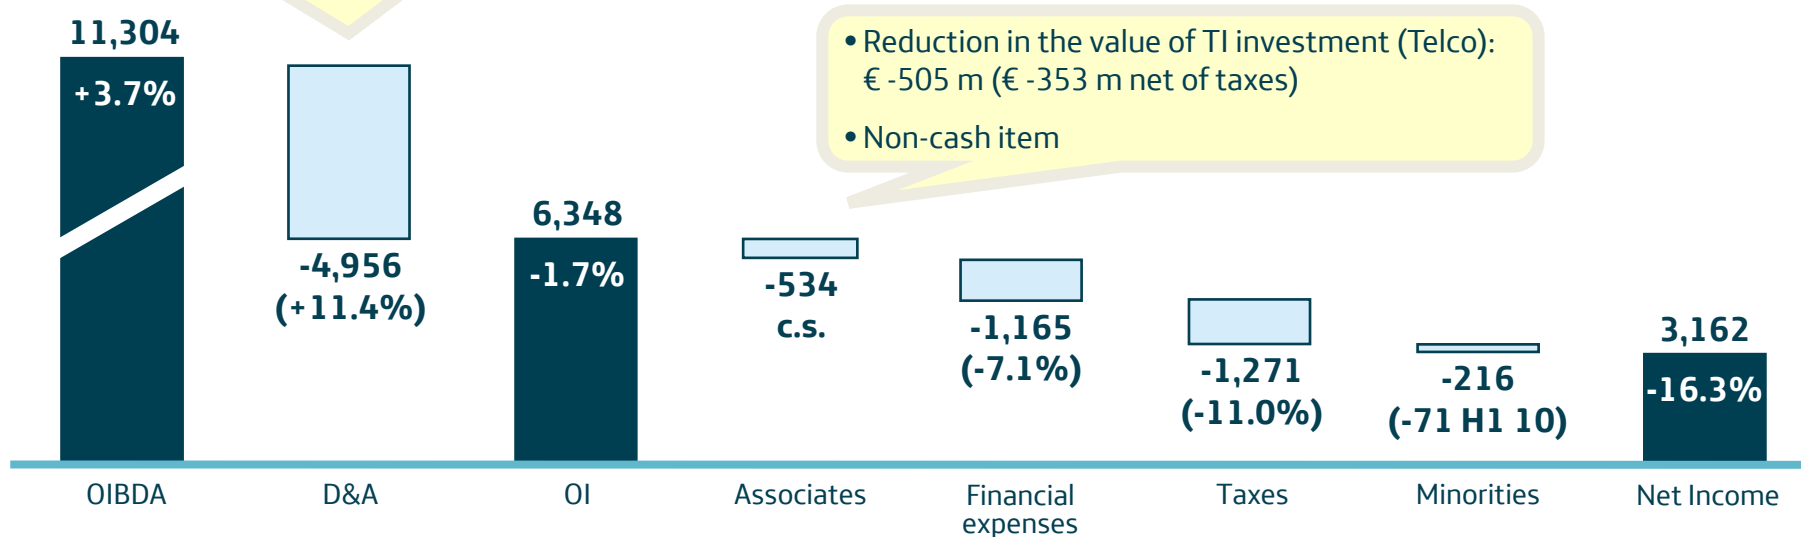 11,304
+3.7%
• Reduction in the value of TI investment (Telco):
€ -505 m (€ -353 m net of taxes)
• Non-cash item
-4,956
(+11.4%)
6,348
-1.7%
-534
c.s.
-1,165
(-7.1%)
-1,271
(-11.0%)
-216
(-71 H1 10)
3,162
-16.3%
OIBDA
D&A
OI
Associates
Financial
expenses
Taxes
Minorities
Net Income